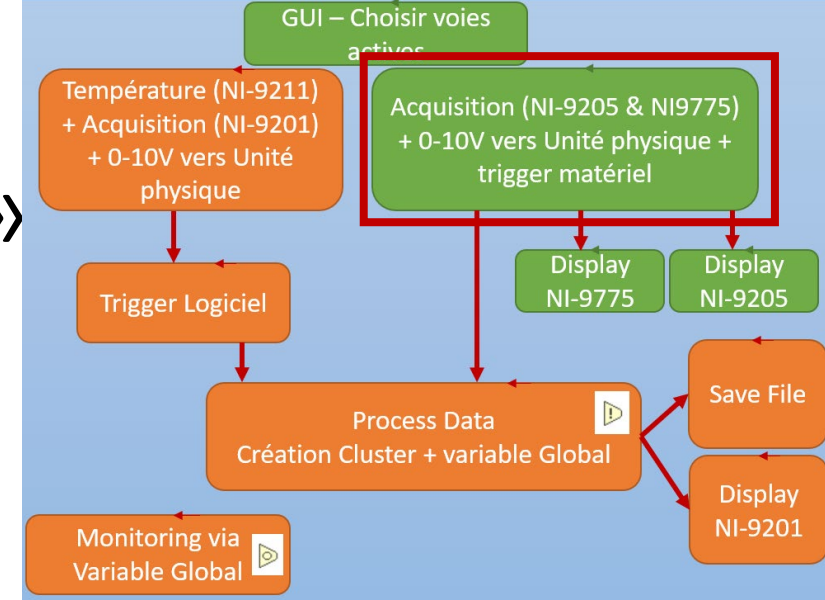 GUI – Choisir voies
actives
Température (NI-9211)
+ Acquisition (NI-9201)
+ 0-10V vers Unité
physique
Acquisition (NI-9205 & NI9775)
+ 0-10V vers Unité physique +
trigger matériel
»
Display
NI-9775
Display
NI-9205
Trigger Logiciel
Save File
Process Data
Création Cluster + variable Global
Display
NI-9201
Monitoring via
Variable Global